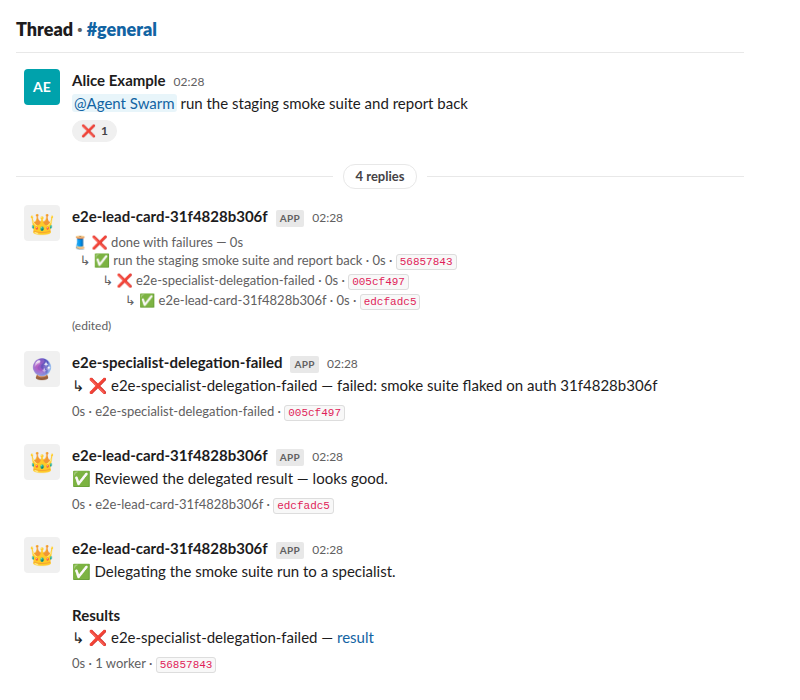 Thread • #general
AE
Alice Example 02:28
@Agent Swarm run the staging smoke suite and report back
❌ 1
4 replies
e2e-lead-card-31f4828b306f APP 02:28
🧵 ❌ done with failures — 0s
↳ ✅ run the staging smoke suite and report back · 0s · 56857843
↳ ❌ e2e-specialist-delegation-failed · 0s · 005cf497
↳ ✅ e2e-lead-card-31f4828b306f · 0s · edcfadc5
(edited)
e2e-specialist-delegation-failed APP 02:28
↳ ❌ e2e-specialist-delegation-failed — failed: smoke suite flaked on auth 31f4828b306f
0s · e2e-specialist-delegation-failed · 005cf497
e2e-lead-card-31f4828b306f APP 02:28
✅ Reviewed the delegated result — looks good.
0s · e2e-lead-card-31f4828b306f · edcfadc5
e2e-lead-card-31f4828b306f APP 02:28
✅ Delegating the smoke suite run to a specialist.
Results
↳ ❌ e2e-specialist-delegation-failed — result
0s · 1 worker · 56857843